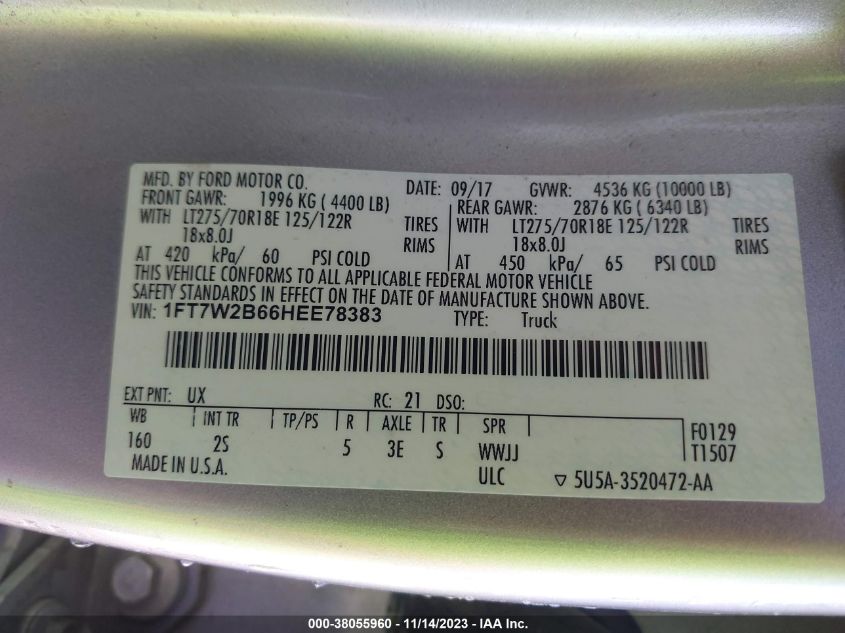 MFD. BY FORD MOTOR CO. DATE: 09/17 GVWR: 4536 KG (10000 LB)
FRONT GAWR: 1996 KG ( 4400 LB) REAR GAWR: 2876 KG ( 6340 LB)
WITH LT275/70R18E 125/122R TIRES WITH LT275/70R18E 125/122R TIRES
18x8.0J RIMS 18x8.0J RIMS
AT 420 kPa/ 60 PSI COLD AT 450 kPa/ 65 PSI COLD
THIS VEHICLE CONFORMS TO ALL APPLICABLE FEDERAL MOTOR VEHICLE
SAFETY STANDARDS IN EFFECT ON THE DATE OF MANUFACTURE SHOWN ABOVE.
VIN: 1FT7W2B66HEE78383 TYPE: Truck
EXT PNT: UX RC: 21 DSO:
WB INT TR TP/PS R AXLE TR SPR F0129
160 2S 5 3E S WWJJ T1507
MADE IN U.S.A. ULC ▽ 5U5A-3520472-AA
000-38055960 - 11/14/2023 - IAA Inc.